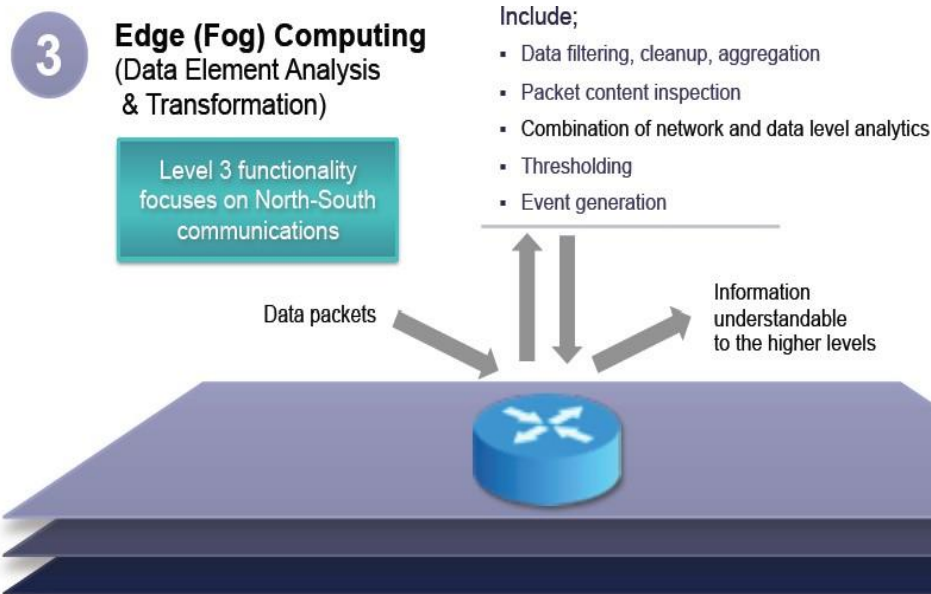 3
Edge (Fog) Computing
(Data Element Analysis
& Transformation)
Level 3 functionality
focuses on North-South
communications
Include;
▪ Data filtering, cleanup, aggregation
▪ Packet content inspection
▪ Combination of network and data level analytics
▪ Thresholding
▪ Event generation
Data packets
Information
understandable
to the higher levels